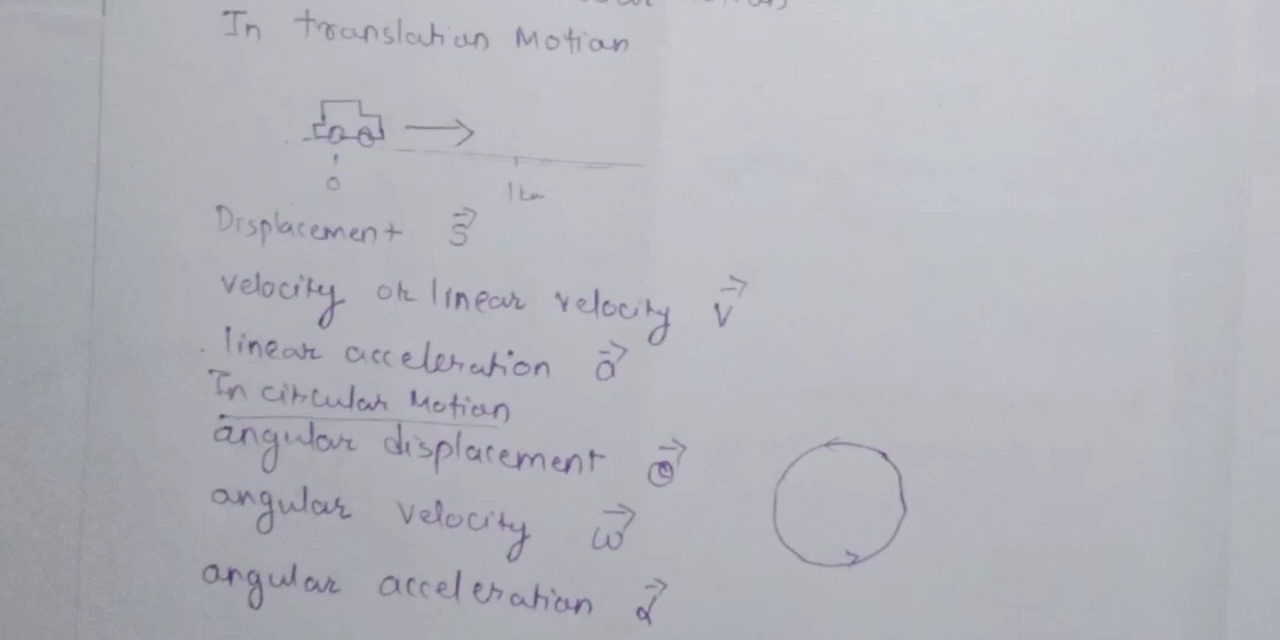 In translation Motion
0
1km
Displacement s⃗
velocity or linear velocity v⃗
linear acceleration a⃗
In circular Motion
angular displacement θ⃗
angular velocity ω⃗
angular acceleration α⃗